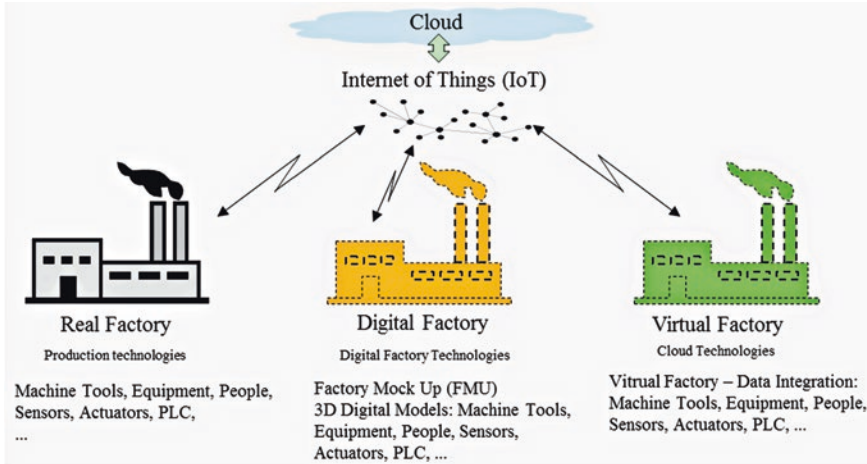 Cloud
Internet of Things (IoT)
Real Factory
Production technologies
Machine Tools, Equipment, People,
Sensors, Actuators, PLC,
...
Digital Factory
Digital Factory Technologies
Factory Mock Up (FMU)
3D Digital Models: Machine Tools,
Equipment, People, Sensors,
Actuators, PLC, ...
Virtual Factory
Cloud Technologies
Vitrual Factory – Data Integration:
Machine Tools, Equipment, People,
Sensors, Actuators, PLC, ...